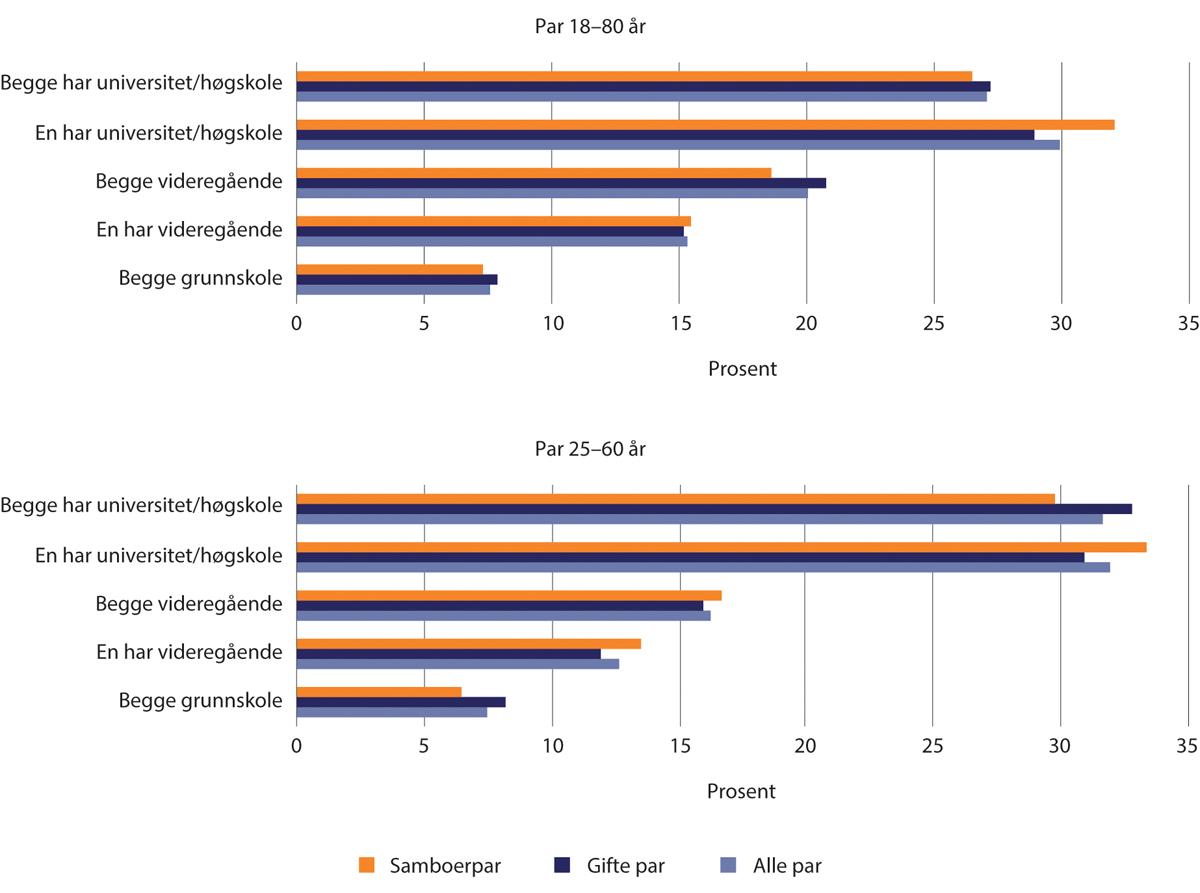 Par 18–80 år
Begge har universitet/høgskole
En har universitet/høgskole
Begge videregående
En har videregående
Begge grunnskole
0 5 10 15 20 25 30 35
Prosent
Par 25–60 år
Begge har universitet/høgskole
En har universitet/høgskole
Begge videregående
En har videregående
Begge grunnskole
0 5 10 15 20 25 30 35
Prosent
Samboerpar Gifte par Alle par